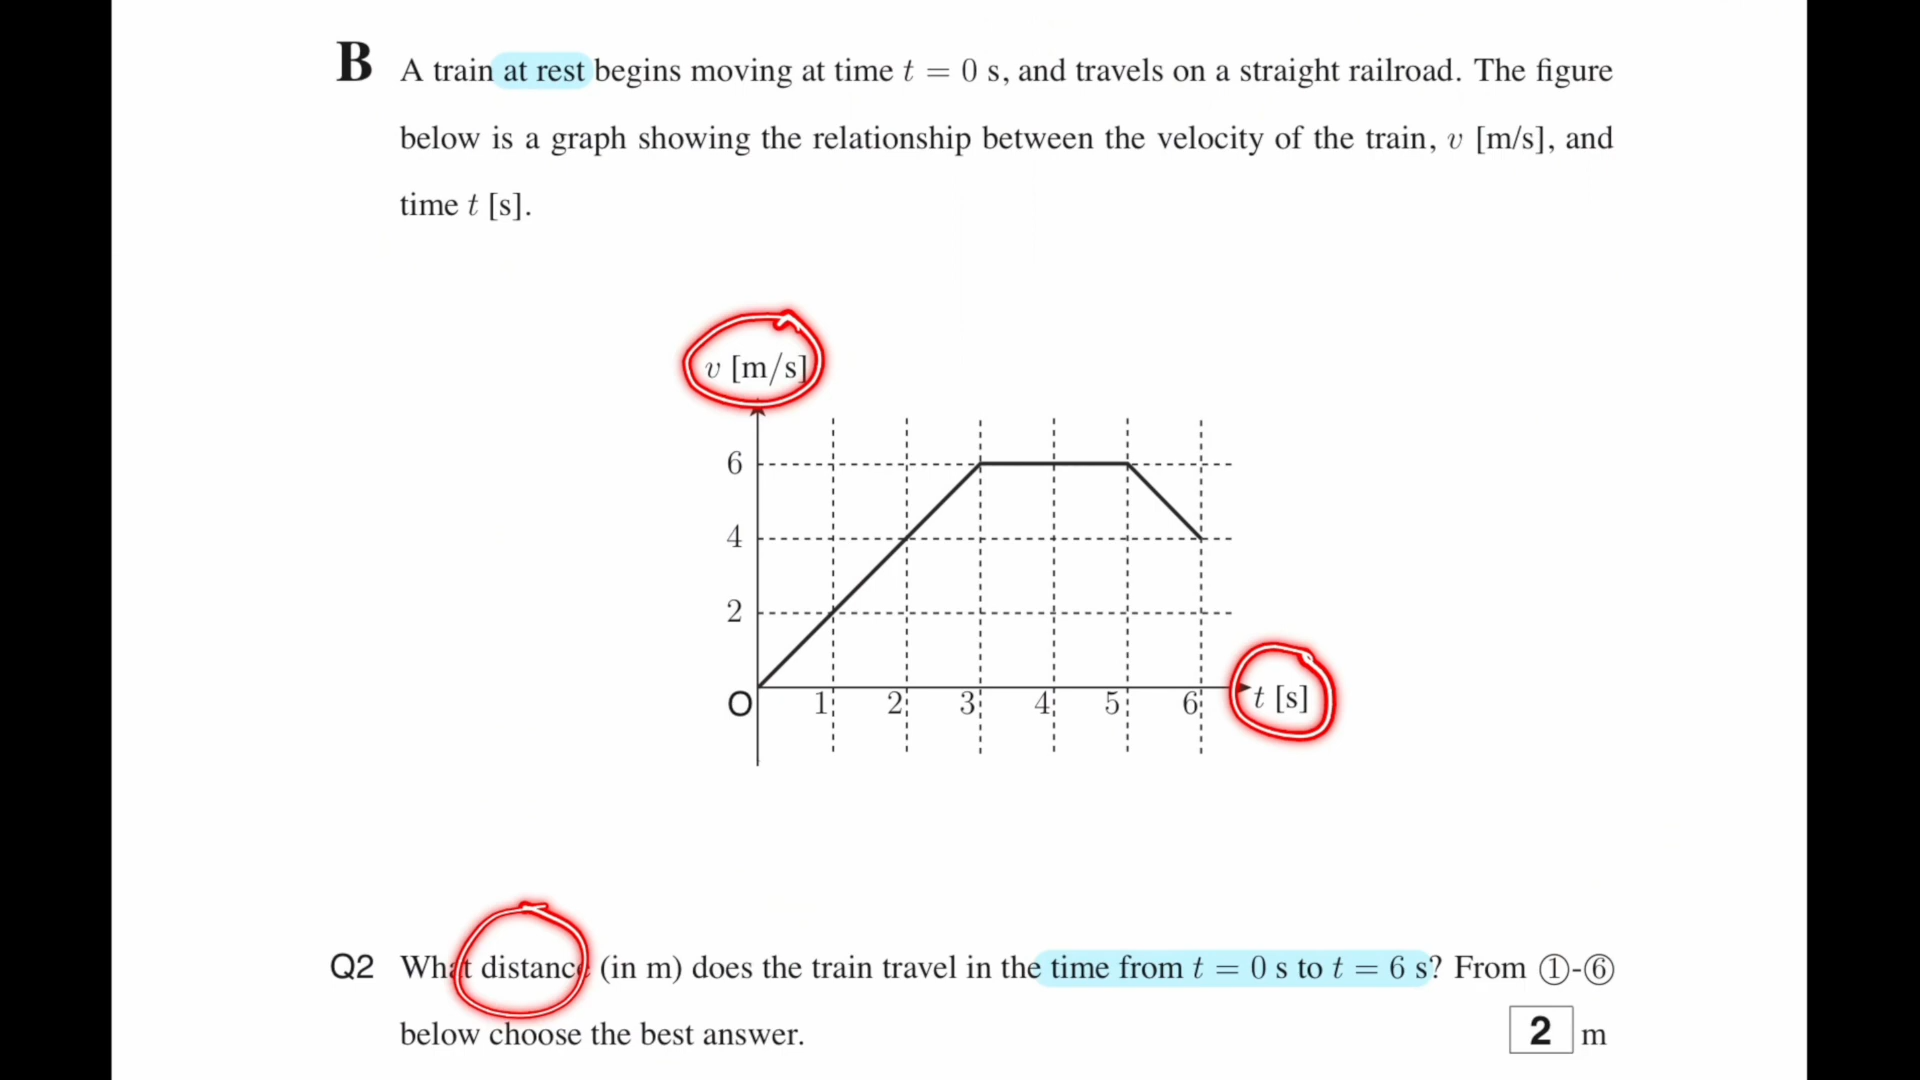 B A train at rest begins moving at time t = 0 s, and travels on a straight railroad. The figure
below is a graph showing the relationship between the velocity of the train, v [m/s], and
time t [s].
v [m/s]
6
4
2
O 1 2 3 4 5 6 t [s]
Q2 What distance (in m) does the train travel in the time from t = 0 s to t = 6 s? From ①-⑥
below choose the best answer. 2 m